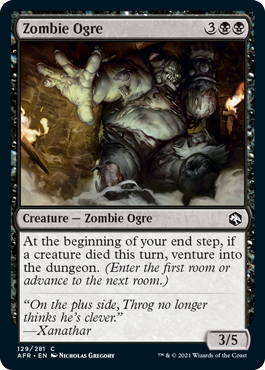 Zombie Ogre 3
Creature — Zombie Ogre
At the beginning of your end step, if
a creature died this turn, venture into
the dungeon. (Enter the first room or
advance to the next room.)
“On the plus side, Throg no longer
thinks he’s clever.”
—Xanathar
3/5
129/281 C
AFR • EN Nicholas Gregory ™ & © 2021 Wizards of the Coast